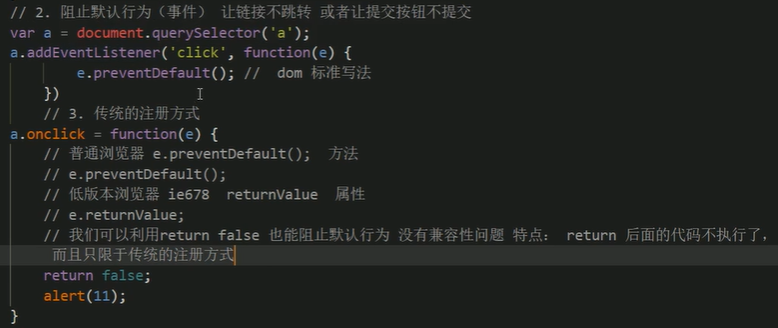 // 2. 阻止默认行为（事件） 让链接不跳转 或者让提交按钮不提交
var a = document.querySelector('a');
a.addEventListener('click', function(e) {
e.preventDefault(); //  dom 标准写法
})
// 3. 传统的注册方式
a.onclick = function(e) {
// 普通浏览器 e.preventDefault();  方法
// e.preventDefault();
// 低版本浏览器 ie678  returnValue  属性
// e.returnValue;
// 我们可以利用return false 也能阻止默认行为 没有兼容性问题 特点： return 后面的代码不执行了，
而且只限于传统的注册方式
return false;
alert(11);
}